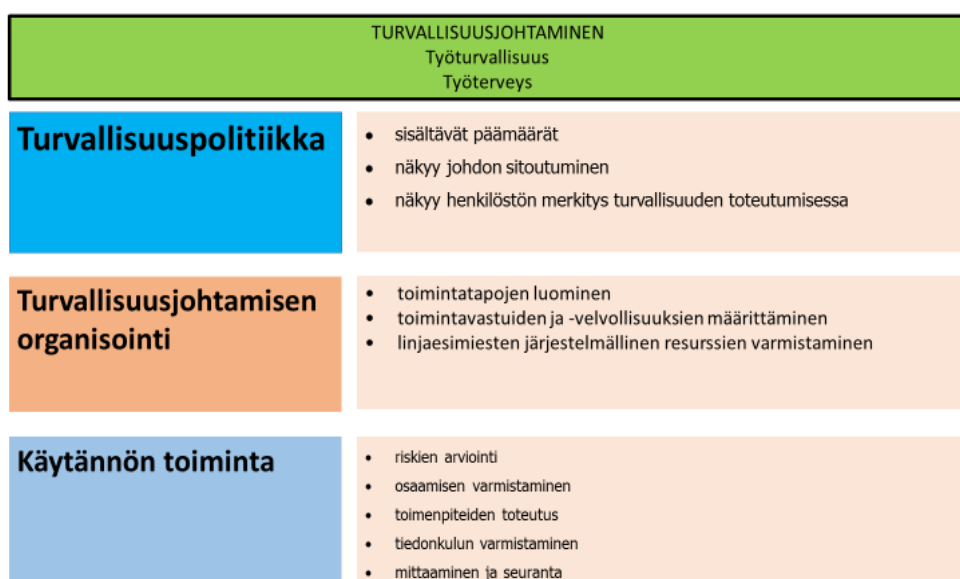 TURVALLISUUSJOHTAMINEN
Työturvallisuus
Työterveys
Turvallisuuspolitiikka
• sisältävät päämäärät
• näkyy johdon sitoutuminen
• näkyy henkilöstön merkitys turvallisuuden toteutumisessa
Turvallisuusjohtamisen
organisointi
• toimintatapojen luominen
• toimintavastuiden ja -velvollisuuksien määrittäminen
• linjaesimiesten järjestelmällinen resurssien varmistaminen
Käytännön toiminta
• riskien arviointi
• osaamisen varmistaminen
• toimenpiteiden toteutus
• tiedonkulun varmistaminen
• mittaaminen ja seuranta